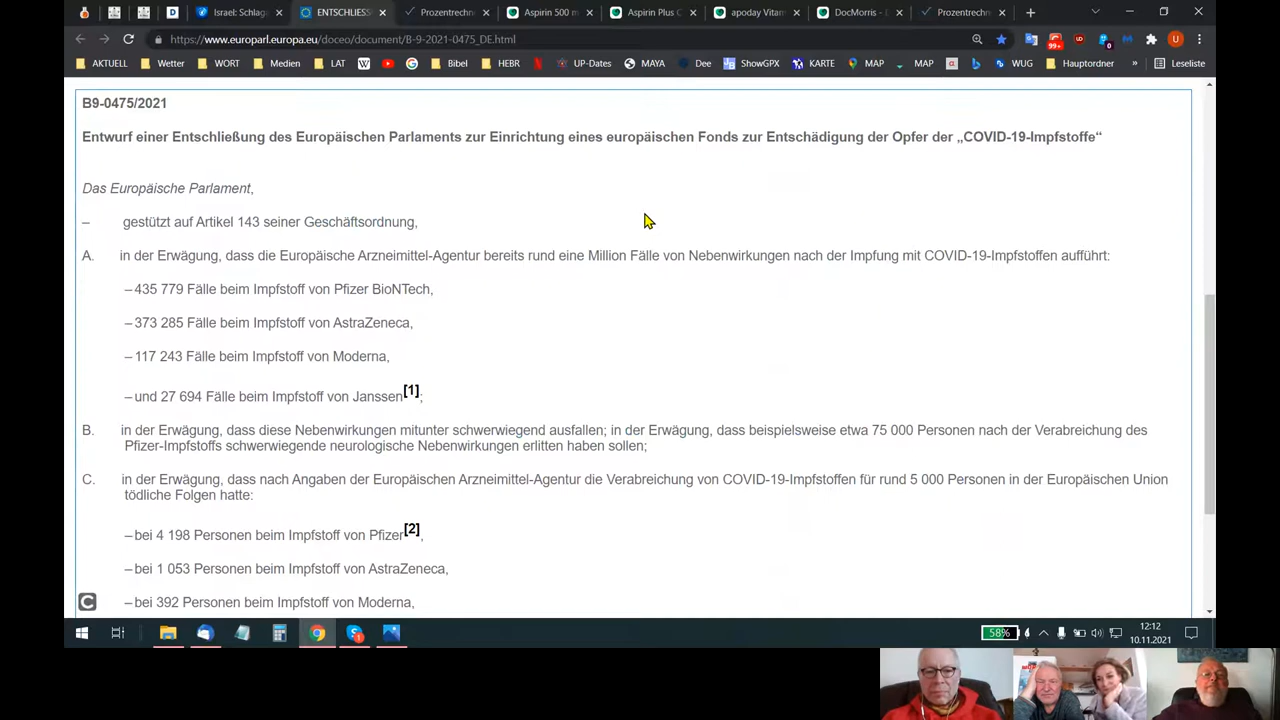 Israel: Schlag
ENTSCHLIESS
Prozentrechne
Aspirin 500 m
Aspirin Plus C
apoday Vitam
DocMorris - D
Prozentrechne
https://www.europarl.europa.eu/doceo/document/B-9-2021-0475_DE.html
99+
0
U
AKTUELL
Wetter
WORT
Medien
LAT
W
G
Bibel
HEBR
UP-Dates
MAYA
Dee
ShowGPX
KARTE
MAP
MAP
WUG
Hauptordner
»
Leseliste
B9-0475/2021
Entwurf einer Entschließung des Europäischen Parlaments zur Einrichtung eines europäischen Fonds zur Entschädigung der Opfer der „COVID-19-Impfstoffe“
Das Europäische Parlament,
– gestützt auf Artikel 143 seiner Geschäftsordnung,
A. in der Erwägung, dass die Europäische Arzneimittel-Agentur bereits rund eine Million Fälle von Nebenwirkungen nach der Impfung mit COVID-19-Impfstoffen aufführt:
– 435 779 Fälle beim Impfstoff von Pfizer BioNTech,
– 373 285 Fälle beim Impfstoff von AstraZeneca,
– 117 243 Fälle beim Impfstoff von Moderna,
– und 27 694 Fälle beim Impfstoff von Janssen[1];
B. in der Erwägung, dass diese Nebenwirkungen mitunter schwerwiegend ausfallen; in der Erwägung, dass beispielsweise etwa 75 000 Personen nach der Verabreichung des
Pfizer-Impfstoffs schwerwiegende neurologische Nebenwirkungen erlitten haben sollen;
C. in der Erwägung, dass nach Angaben der Europäischen Arzneimittel-Agentur die Verabreichung von COVID-19-Impfstoffen für rund 5 000 Personen in der Europäischen Union
tödliche Folgen hatte:
– bei 4 198 Personen beim Impfstoff von Pfizer[2],
– bei 1 053 Personen beim Impfstoff von AstraZeneca,
– bei 392 Personen beim Impfstoff von Moderna,
58%
12:12
10.11.2021